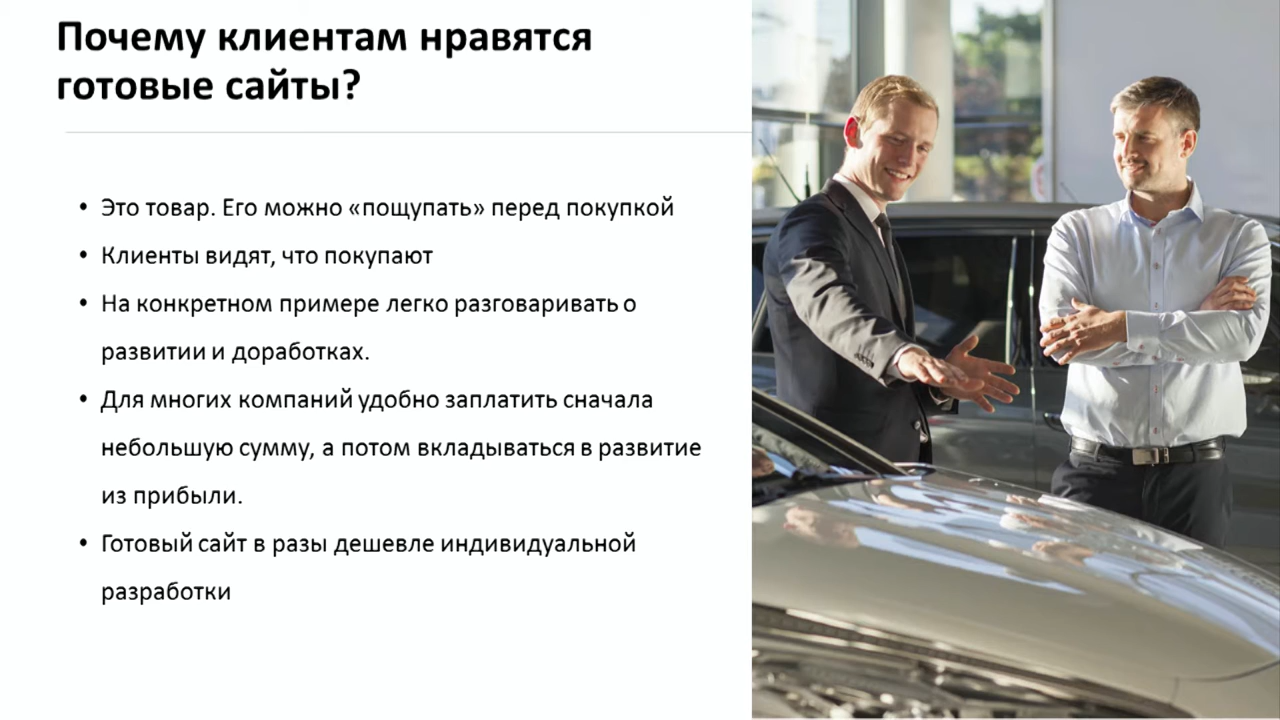 Почему клиентам нравятся
готовые сайты?
• Это товар. Его можно «пощупать» перед покупкой
• Клиенты видят, что покупают
• На конкретном примере легко разговаривать о
развитии и доработках.
• Для многих компаний удобно заплатить сначала
небольшую сумму, а потом вкладываться в развитие
из прибыли.
• Готовый сайт в разы дешевле индивидуальной
разработки